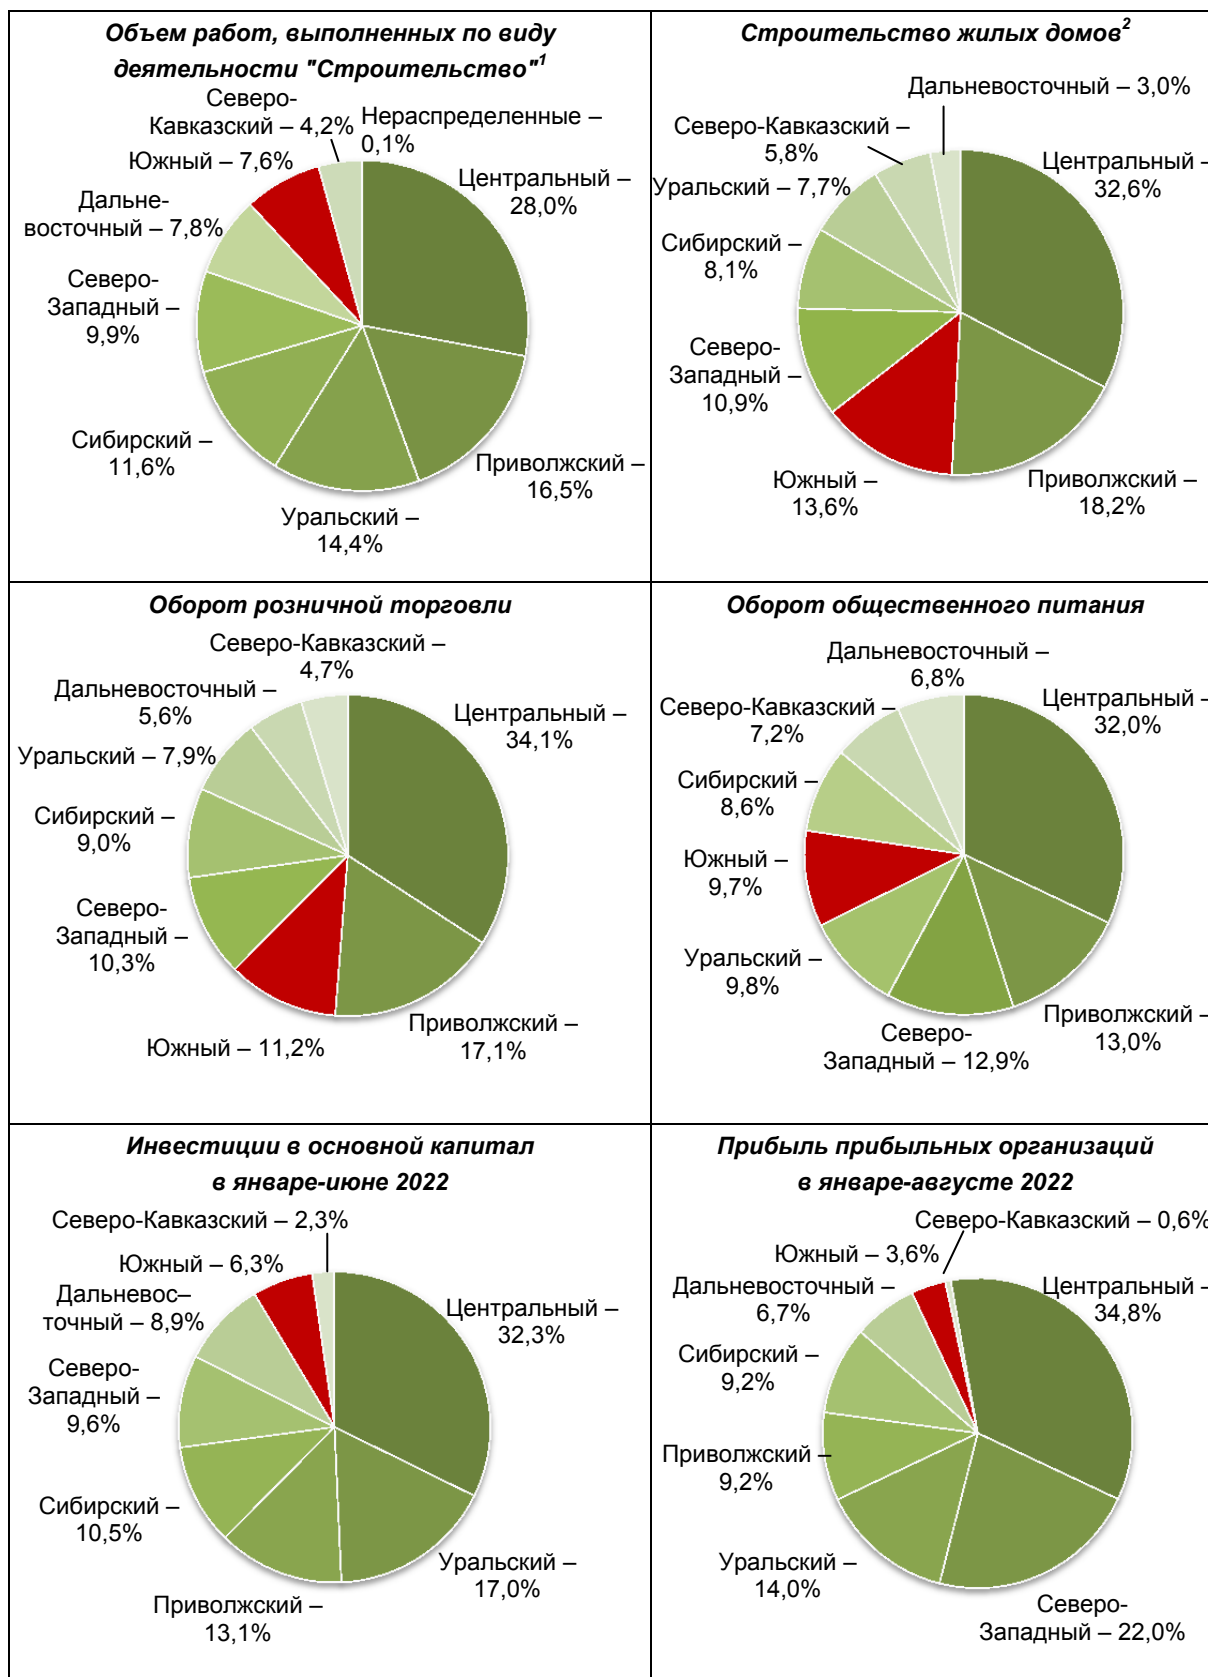 Объем работ, выполненных по виду
деятельности "Строительство"¹
Северо-
Кавказский – 4,2%
Нераспределенные –
0,1%
Южный – 7,6%
Центральный –
28,0%
Дальне-
восточный – 7,8%
Северо-
Западный –
9,9%
Сибирский –
11,6%
Приволжский –
16,5%
Уральский –
14,4%
Строительство жилых домов²
Дальневосточный – 3,0%
Северо-Кавказский –
5,8%
Центральный –
32,6%
Уральский – 7,7%
Сибирский –
8,1%
Северо-
Западный –
10,9%
Южный –
13,6%
Приволжский –
18,2%
Оборот розничной торговли
Северо-Кавказский –
4,7%
Дальневосточный –
5,6%
Центральный –
34,1%
Уральский – 7,9%
Сибирский –
9,0%
Северо-
Западный –
10,3%
Приволжский –
17,1%
Южный – 11,2%
Оборот общественного питания
Дальневосточный –
6,8%
Центральный –
32,0%
Северо-Кавказский –
7,2%
Сибирский –
8,6%
Южный –
9,7%
Уральский –
9,8%
Приволжский –
13,0%
Северо-
Западный – 12,9%
Инвестиции в основной капитал
в январе-июне 2022
Северо-Кавказский – 2,3%
Южный – 6,3%
Дальневос–
точный – 8,9%
Центральный –
32,3%
Северо-
Западный –
9,6%
Сибирский –
10,5%
Уральский –
17,0%
Приволжский –
13,1%
Прибыль прибыльных организаций
в январе-августе 2022
Северо-Кавказский – 0,6%
Южный – 3,6%
Дальневосточный –
6,7%
Центральный –
34,8%
Сибирский –
9,2%
Приволжский –
9,2%
Уральский –
14,0%
Северо-
Западный – 22,0%